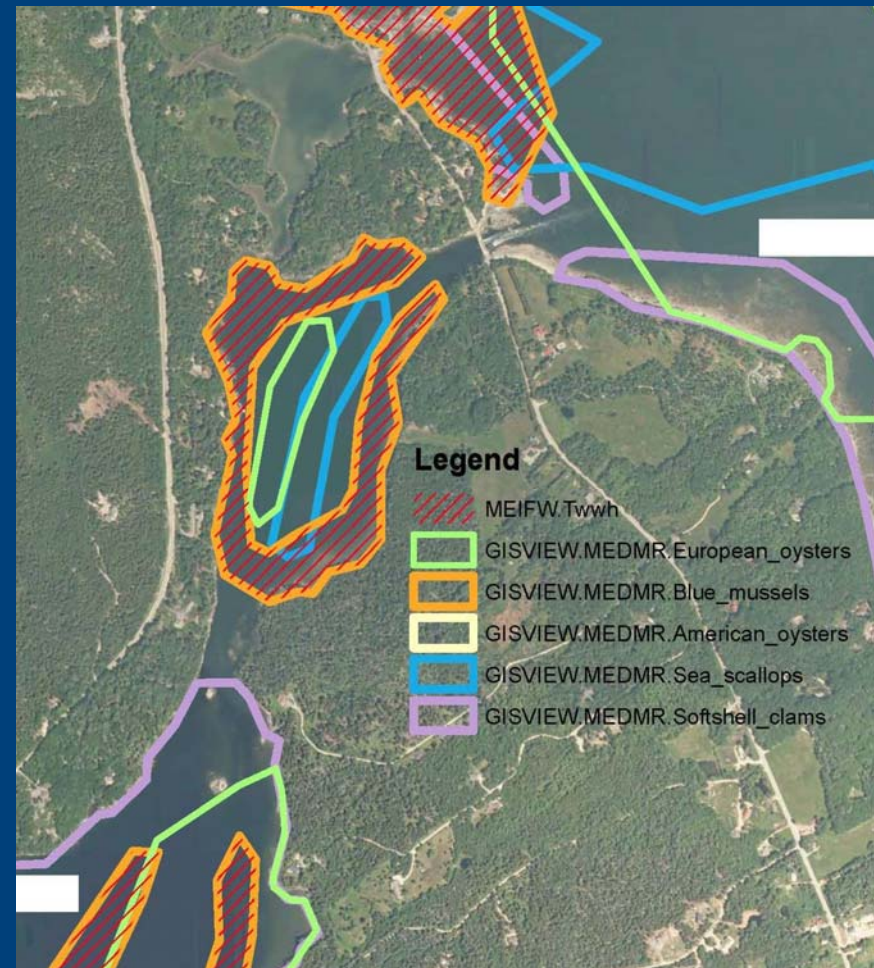 Legend
MEIFW.Twwh
GISVIEW.MEDMR.European_oysters
GISVIEW.MEDMR.Blue_mussels
GISVIEW.MEDMR.American_oysters
GISVIEW.MEDMR.Sea_scallops
GISVIEW.MEDMR.Softshell_clams